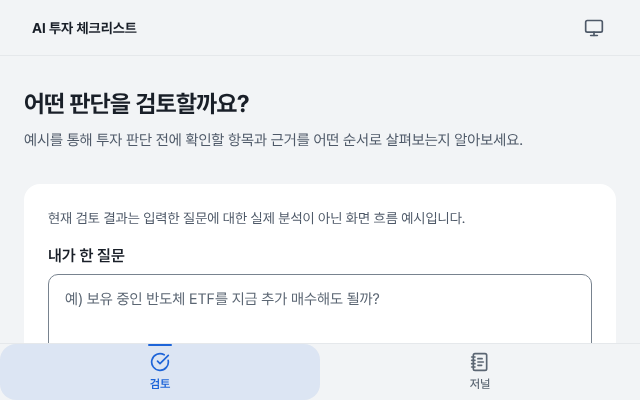 AI 투자 체크리스트
어떤 판단을 검토할까요?
예시를 통해 투자 판단 전에 확인할 항목과 근거를 어떤 순서로 살펴보는지 알아보세요.
현재 검토 결과는 입력한 질문에 대한 실제 분석이 아닌 화면 흐름 예시입니다.
내가 한 질문
예) 보유 중인 반도체 ETF를 지금 추가 매수해도 될까?
검토
저널